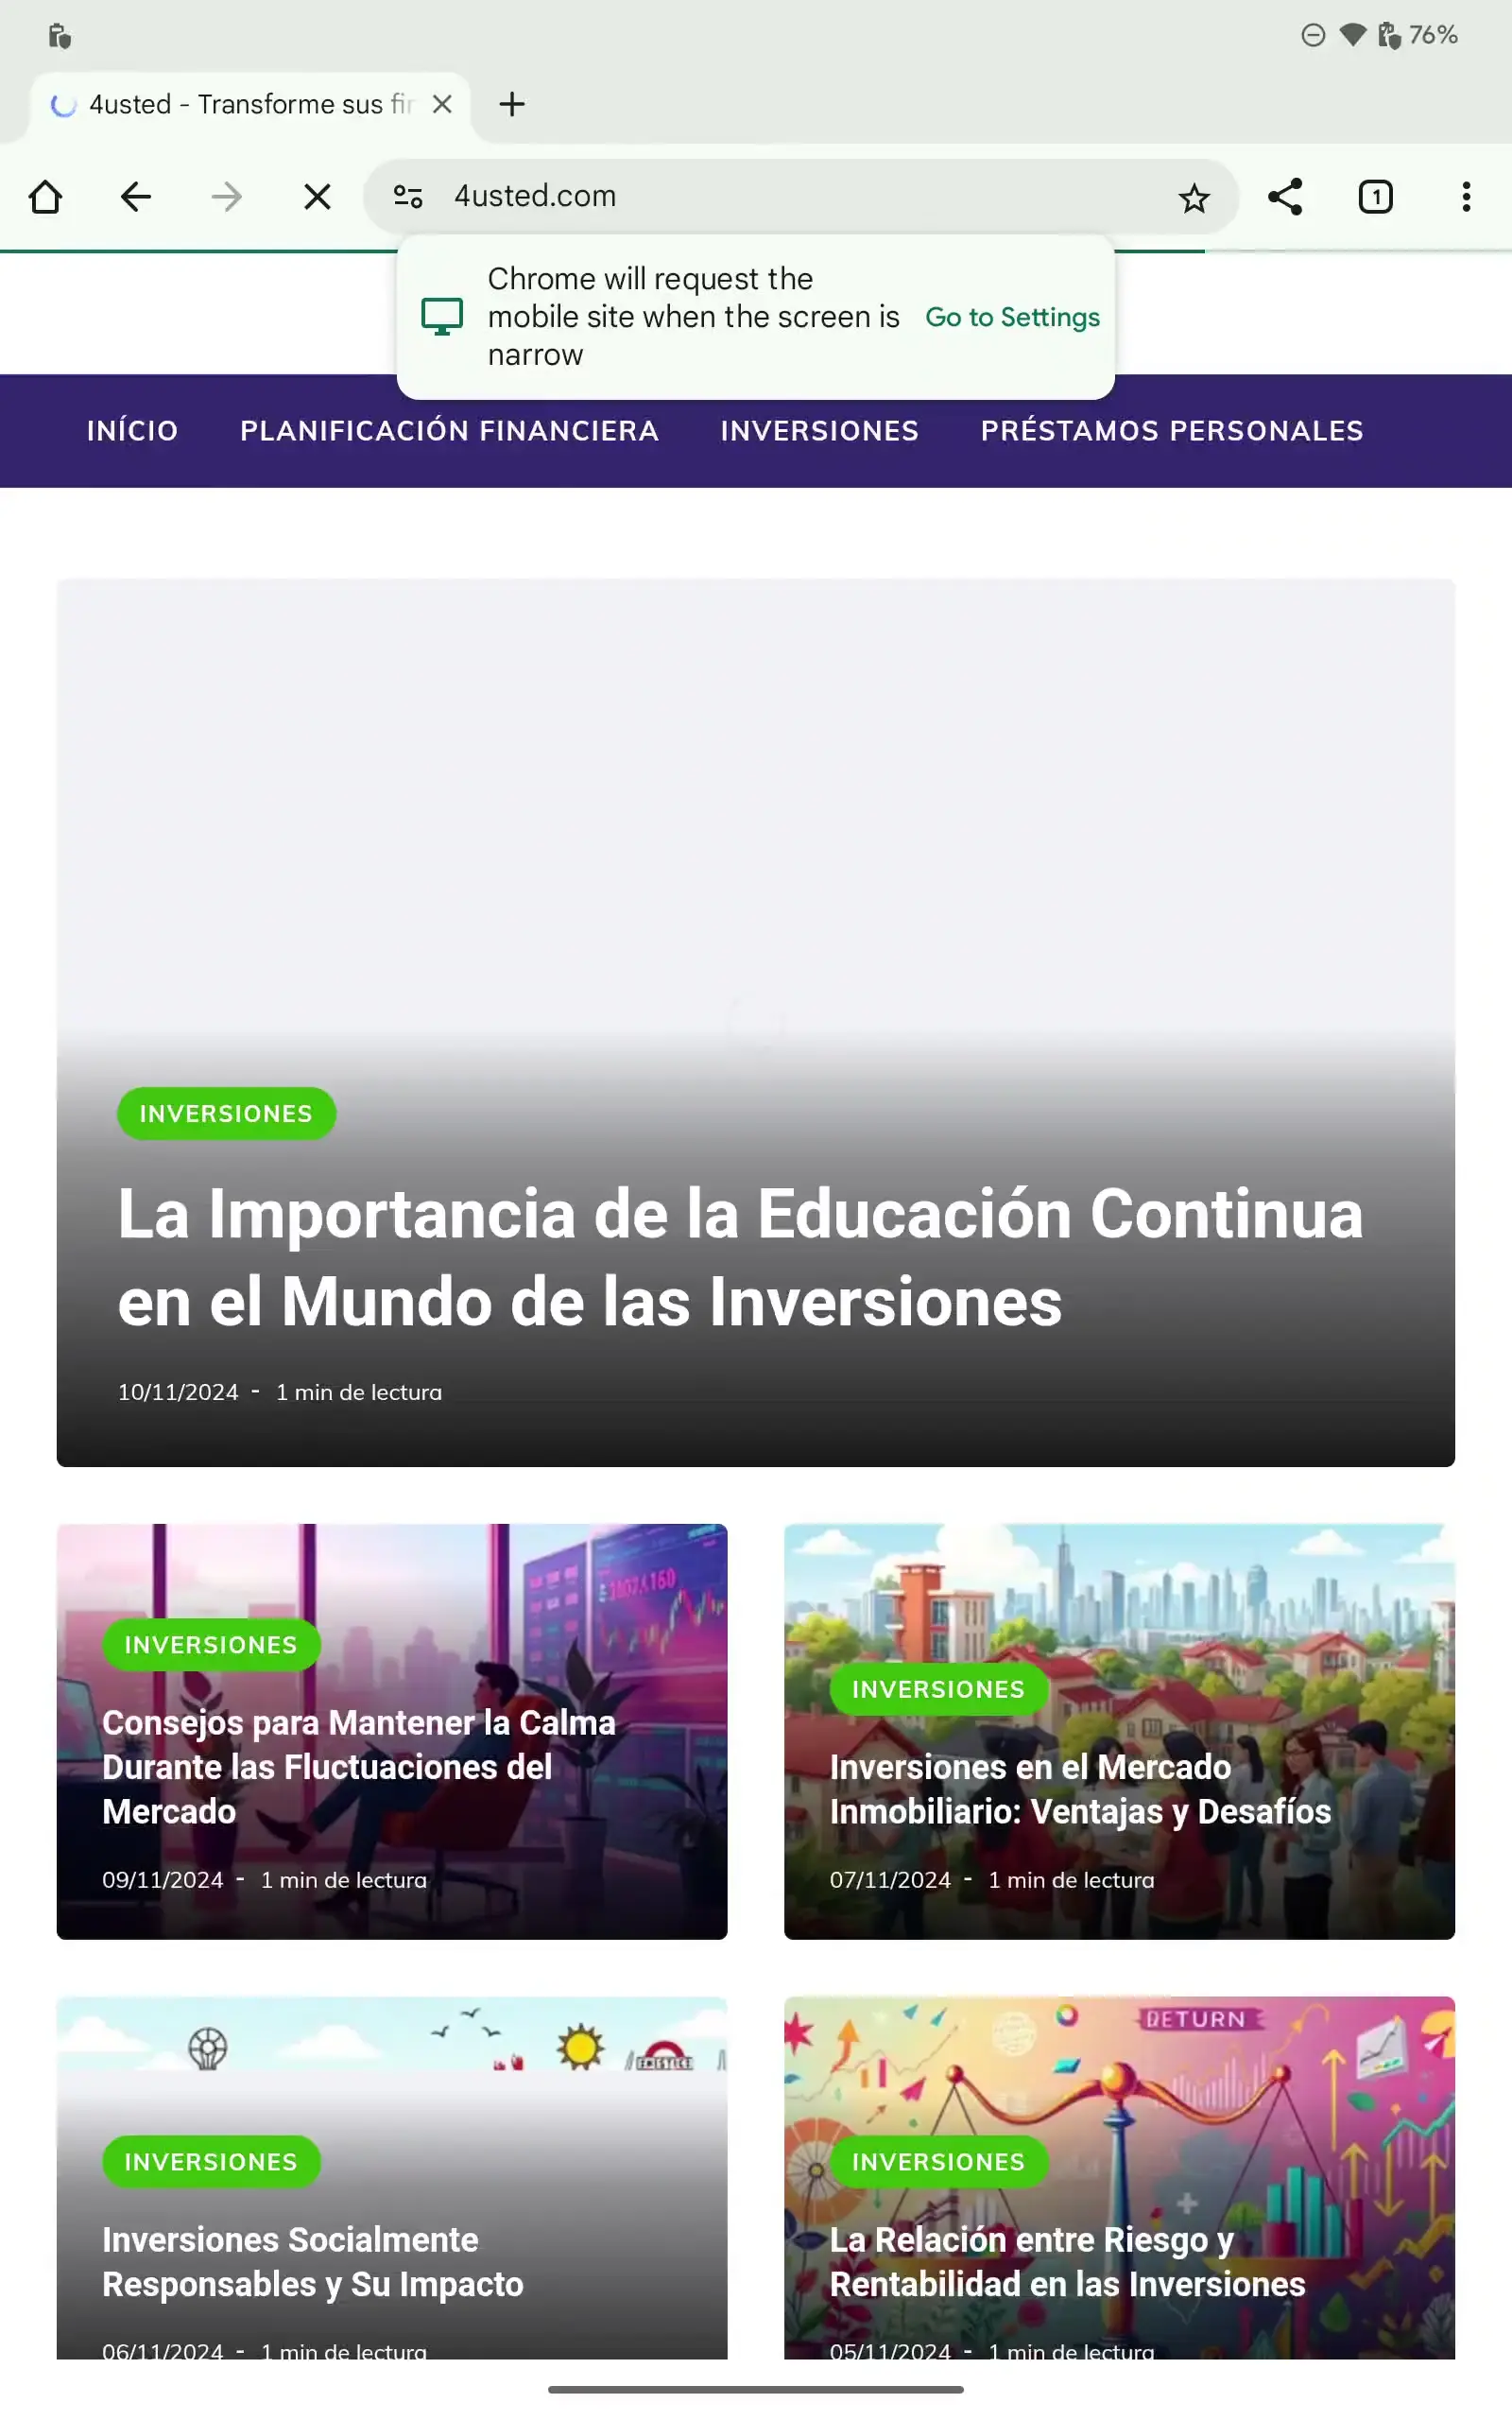 76%
4usted - Transforme sus fir
4usted.com
1
Chrome will request the
mobile site when the screen is
narrow
Go to Settings
INÍCIO PLANIFICACIÓN FINANCIERA INVERSIONES PRÉSTAMOS PERSONALES
INVERSIONES
La Importancia de la Educación Continua
en el Mundo de las Inversiones
10/11/2024 - 1 min de lectura
INVERSIONES
Consejos para Mantener la Calma
Durante las Fluctuaciones del
Mercado
09/11/2024 - 1 min de lectura
INVERSIONES
Inversiones en el Mercado
Inmobiliario: Ventajas y Desafíos
07/11/2024 - 1 min de lectura
INVERSIONES
Inversiones Socialmente
Responsables y Su Impacto
06/11/2024 - 1 min de lectura
RETURN
INVERSIONES
La Relación entre Riesgo y
Rentabilidad en las Inversiones
05/11/2024 - 1 min de lectura